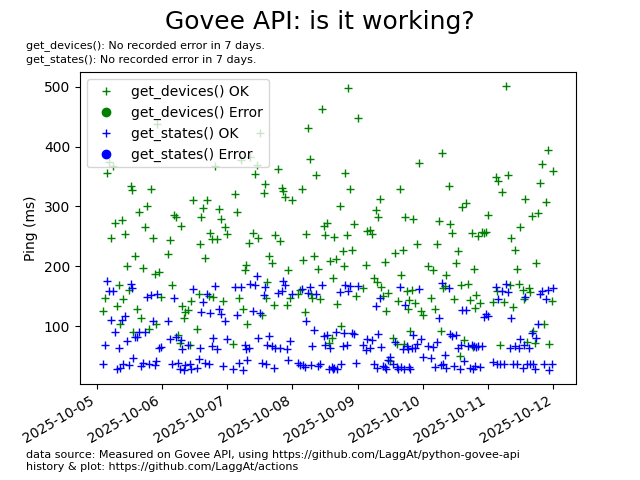 Govee API: is it working?
get_devices(): No recorded error in 7 days.
get_states(): No recorded error in 7 days.
get_devices() OK
get_devices() Error
get_states() OK
get_states() Error
Ping (ms)
500
400
300
200
100
2025-10-05
2025-10-06
2025-10-07
2025-10-08
2025-10-09
2025-10-10
2025-10-11
2025-10-12
data source: Measured on Govee API, using https://github.com/LaggAt/python-govee-api
history & plot: https://github.com/LaggAt/actions